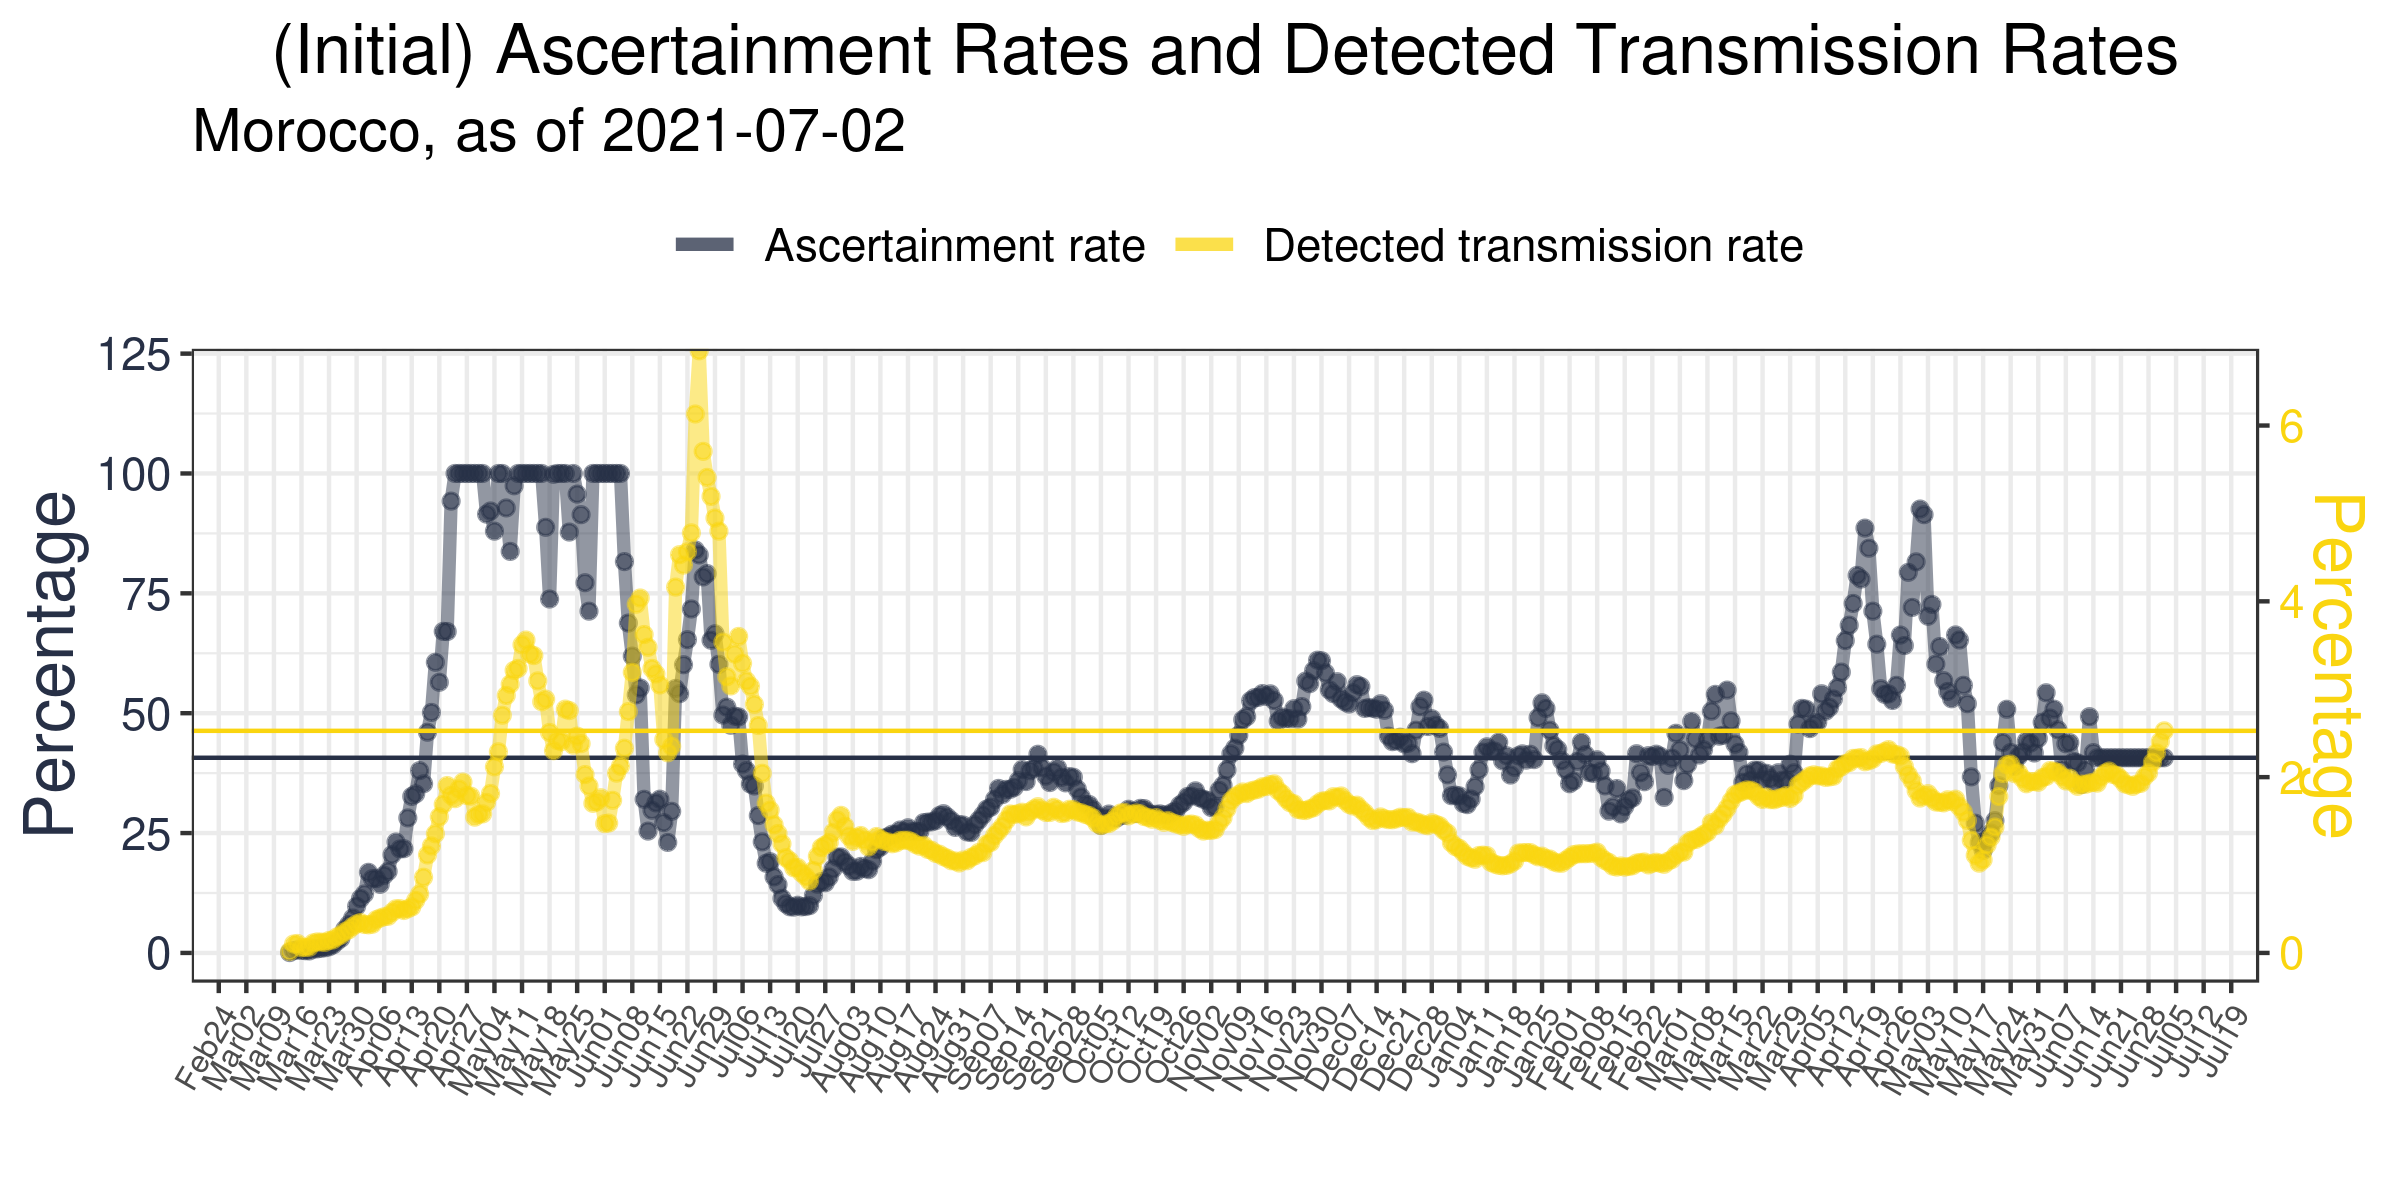 (Initial) Ascertainment Rates and Detected Transmission Rates
Morocco, as of 2021-07-02
Ascertainment rate
Detected transmission rate
Percentage
125
100
75
50
25
0
6
4
2
0
Percentage
Feb24
Mar02
Mar09
Mar16
Mar23
Mar30
Apr06
Apr13
Apr20
Apr27
May04
May11
May18
May25
Jun01
Jun08
Jun15
Jun22
Jun29
Jul06
Jul13
Jul20
Jul27
Aug03
Aug10
Aug17
Aug24
Aug31
Sep07
Sep14
Sep21
Sep28
Oct05
Oct12
Oct19
Oct26
Nov02
Nov09
Nov16
Nov23
Nov30
Dec07
Dec14
Dec21
Dec28
Jan04
Jan11
Jan18
Jan25
Feb01
Feb08
Feb15
Feb22
Mar01
Mar08
Mar15
Mar22
Mar29
Apr05
Apr12
Apr19
Apr26
May03
May10
May17
May24
May31
Jun07
Jun14
Jun21
Jun28
Jul05
Jul12
Jul19